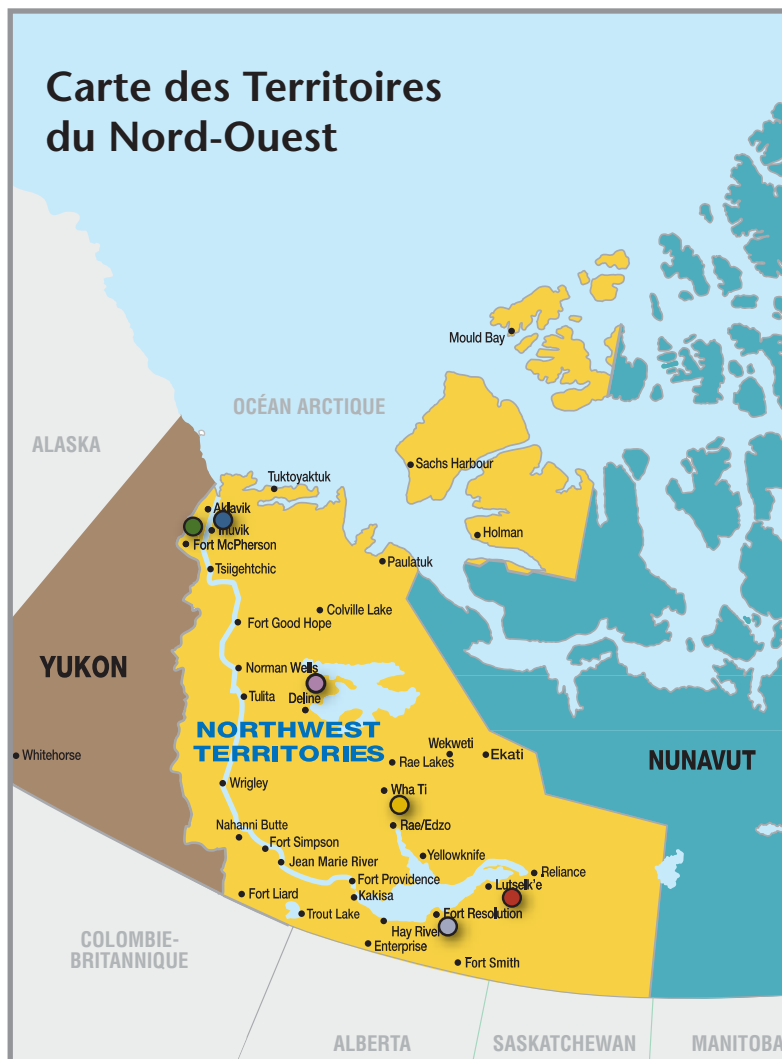 Carte des Territoires
du Nord-Ouest
Mould Bay
OCÉAN ARCTIQUE
ALASKA
Sachs Harbour
Tuktoyaktuk
Aklavik
Inuvik
Holman
Fort McPherson
Paulatuk
Tsiigehtchic
Colville Lake
Fort Good Hope
YUKON
Norman Wells
Tulita
Deline
NORTHWEST
TERRITORIES
Wekweti
Ekati
Whitehorse
Rae Lakes
NUNAVUT
Wrigley
Wha Ti
Nahanni Butte
Rae/Edzo
Fort Simpson
Jean Marie River
Yellowknife
Reliance
Fort Providence
Lutselk'e
Fort Liard
Kakisa
Trout Lake
Fort Resolution
Hay River
Enterprise
COLOMBIE-
BRITANNIQUE
Fort Smith
ALBERTA
SASKATCHEWAN
MANITOBA